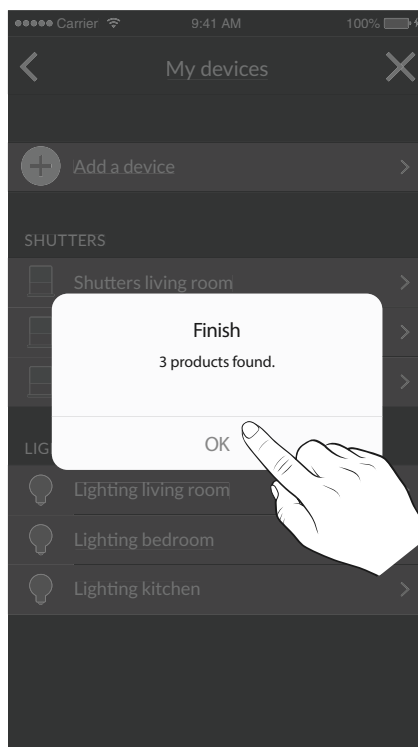 Carrier 9:41 AM 100%
My devices
Add a device
SHUTTERS
Shutters living room
Finish
3 products found.
OK
Lighting living room
Lighting bedroom
Lighting kitchen